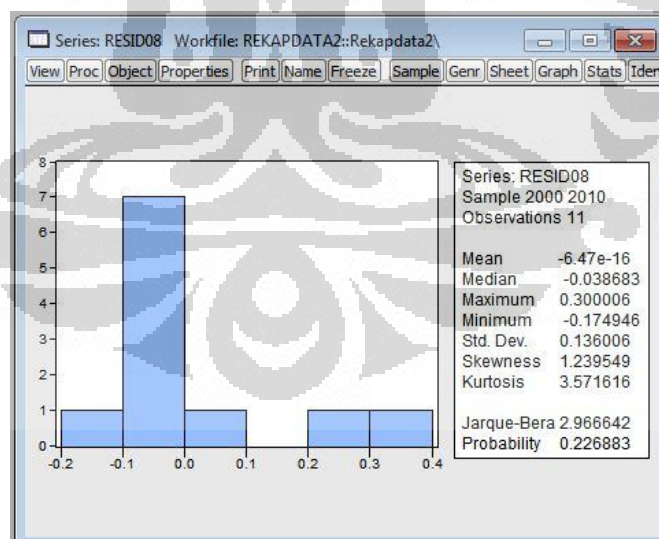 Series: RESID08 Workfile: REKAPDATA2::Rekapdata2\
View Proc Object Properties Print Name Freeze Sample Genr Sheet Graph Stats Iden
8
7
6
5
4
3
2
1
0
-0.2 -0.1 0.0 0.1 0.2 0.3 0.4
Series: RESID08
Sample 2000 2010
Observations 11
Mean -6.47e-16
Median -0.038683
Maximum 0.300006
Minimum -0.174946
Std. Dev. 0.136006
Skewness 1.239549
Kurtosis 3.571616
Jarque-Bera 2.966642
Probability 0.226883